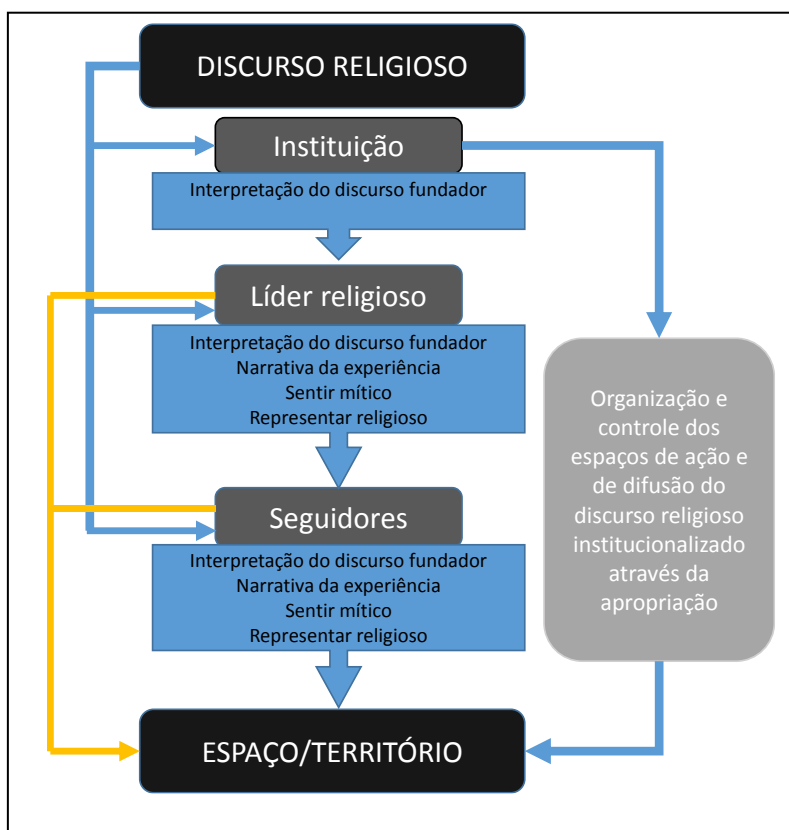 DISCURSO RELIGIOSO
Instituição
Interpretação do discurso fundador
Líder religioso
Interpretação do discurso fundador
Narrativa da experiência
Sentir mítico
Representar religioso
Seguidores
Interpretação do discurso fundador
Narrativa da experiência
Sentir mítico
Representar religioso
ESPAÇO/TERRITÓRIO
Organização e
controle dos
espaços de ação e
de difusão do
discurso religioso
institucionalizado
através da
apropriação